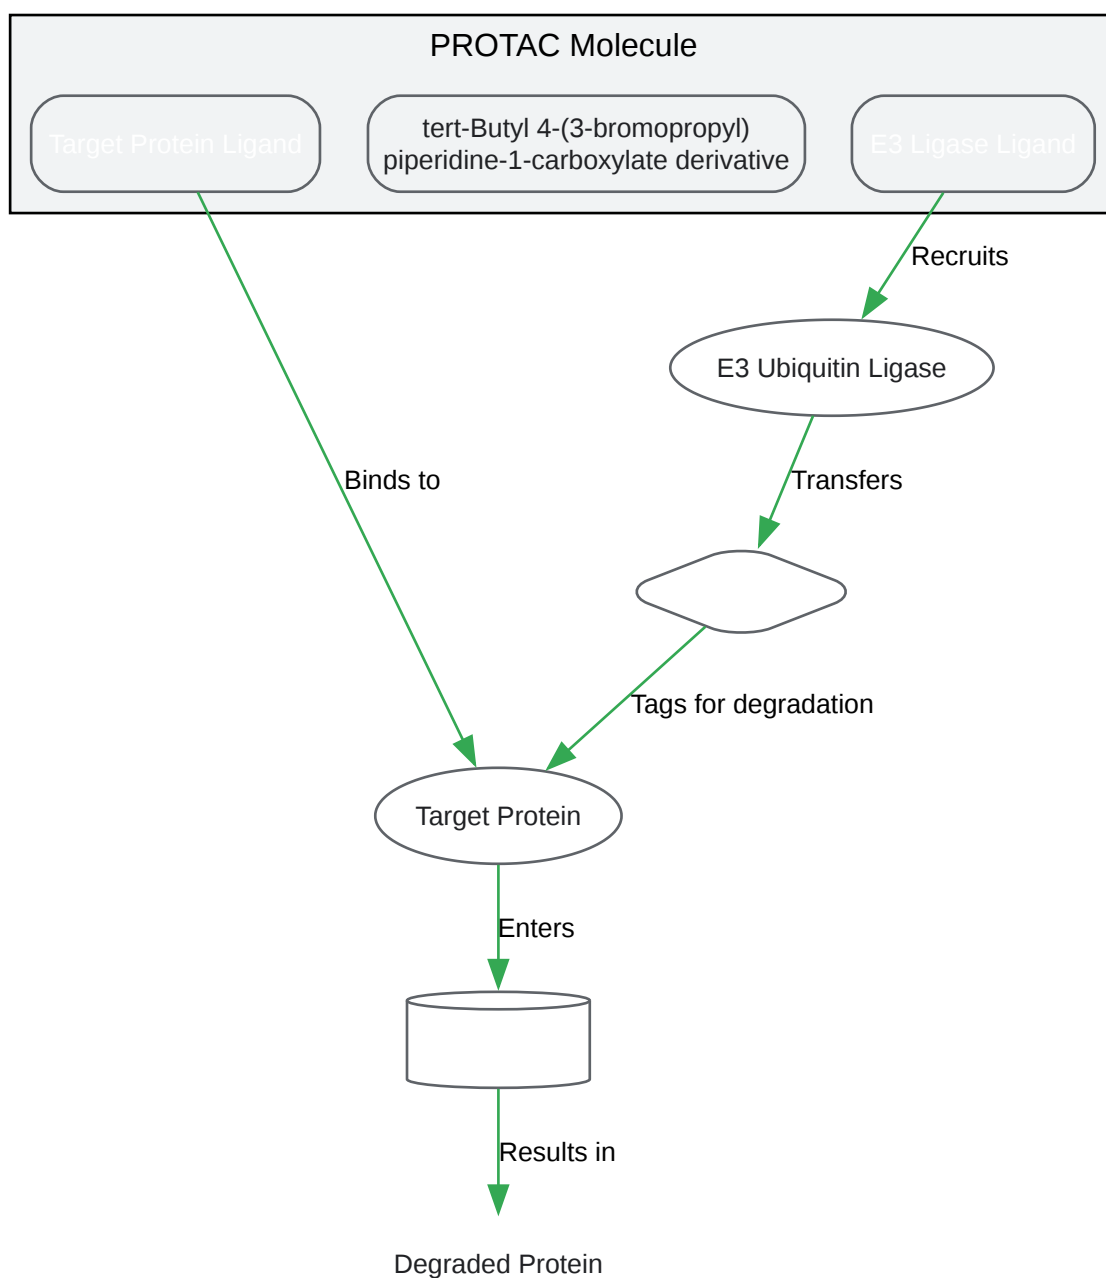 PROTAC Molecule
Target Protein Ligand
tert-Butyl 4-(3-bromopropyl)
piperidine-1-carboxylate derivative
E3 Ligase Ligand
Recruits
E3 Ubiquitin Ligase
Binds to
Transfers
Tags for degradation
Target Protein
Enters
Results in
Degraded Protein